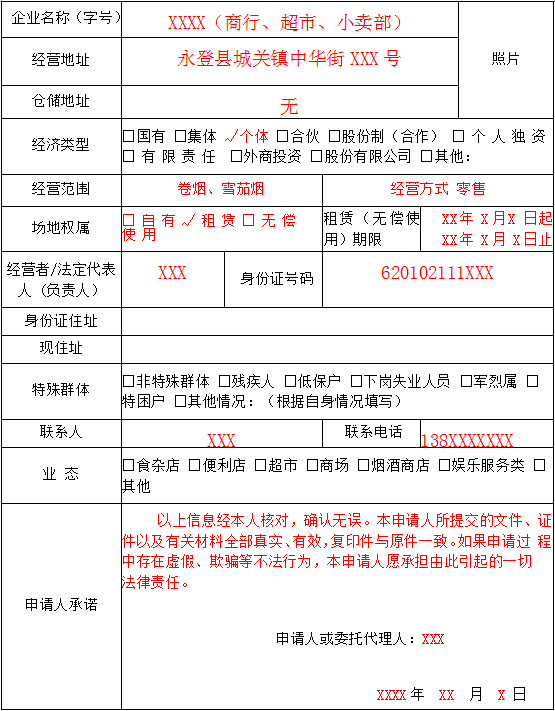 企业名称（字号） XXXX（商行、超市、小卖部）
经营地址 永登县城关镇中华街 XXX 号 照片
仓储地址 无
经济类型 □国有 □集体 √个体 □合伙 □股份制（合作） □ 个 人 独 资
□ 有 限 责 任 □外商投资 □股份有限公司 □其他：
经营范围 卷烟、雪茄烟 经营方式 零售
场地权属 □ 自 有 √ 租 赁 □ 无 偿 租赁（无偿使 XX年 X月X 日起
使 用 用）期限 XX年 X 月 X日止
经营者/法定代表 XXX 身份证号码 620102111XXX
人（负责人）
身份证住址
现住址
特殊群体 □非特殊群体 □残疾人 □低保户 □下岗失业人员 □军烈属 □
特困户 □其他情况：（根据自身情况填写）
联系人 XXX 联系电话 138XXXXXXX
业 态 □食杂店 □便利店 □超市 □商场 □烟酒商店 □娱乐服务类 □
其他
以上信息经本人核对，确认无误。本申请人所提交的文件、证
件以及有关材料全部真实、有效，复印件与原件一致。如果申请过 程
中存在虚假、欺骗等不法行为，本申请人愿承担由此引起的一切
法律责任。
申请人承诺
申请人或委托代理人：XXX
XXXX 年 XX 月 X 日